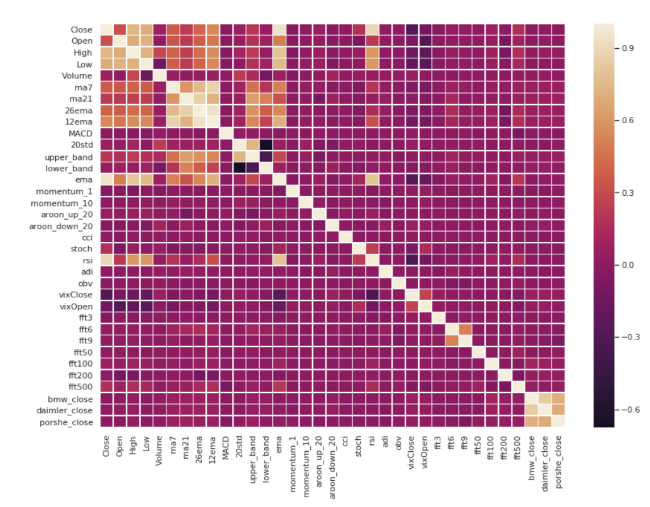 Close
Open
High
Low
Volume
ma7
ma21
26ema
12ema
MACD
20std
upper_band
lower_band
ema
momentum_1
momentum_10
aroon_up_20
aroon_down_20
cci
stoch
rsi
adi
obv
vixClose
vixOpen
fft3
fft6
fft9
fft50
fft100
fft200
fft500
bmw_close
daimler_close
porshe_close
Close
Open
High
Low
Volume
ma7
ma21
26ema
12ema
MACD
20std
upper_band
lower_band
ema
momentum_1
momentum_10
aroon_up_20
aroon_down_20
cci
stoch
rsi
adi
obv
vixClose
vixOpen
fft3
fft6
fft9
fft50
fft100
fft200
fft500
bmw_close
daimler_close
porshe_close
0.9
0.6
0.3
0.0
−0.3
−0.6